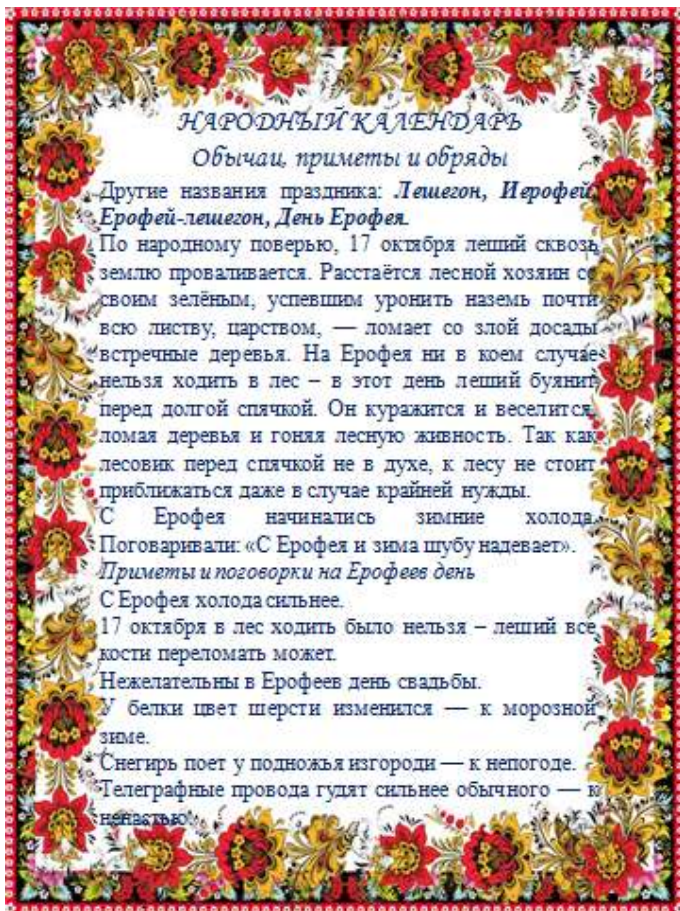 НАРОДНЫЙ КАЛЕНДАРЬ
Обычаи, приметы и обряды
Другие названия праздника: Лешегон, Иерофей,
Ерофей-лешегон, День Ерофея.
По народному поверью, 17 октября леший сквозь
землю проваливается. Расстаётся лесной хозяин со
своим зелёным, успевшим уронить наземь почти
всю листву, царством, — ломает со злой досады
встречные деревья. На Ерофея ни в коем случае
нельзя ходить в лес – в этот день леший буянит
перед долгой спячкой. Он куражится и веселится,
ломая деревья и гоняя лесную живность. Так как
лесовик перед спячкой не в духе, к лесу не стоит
приближаться даже в случае крайней нужды.
С Ерофея начинались зимние холода.
Поговаривали: «С Ерофея и зима шубу надевает».
Приметы и поговорки на Ерофеев день
С Ерофея холода сильнее.
17 октября в лес ходить было нельзя – леший все
кости переломать может.
Нежелательны в Ерофеев день свадьбы.
У белки цвет шерсти изменился — к морозной
зиме.
Снегирь поет у подножья изгороди — к непогоде.
Телеграфные провода гудят сильнее обычного — к
ненастью.